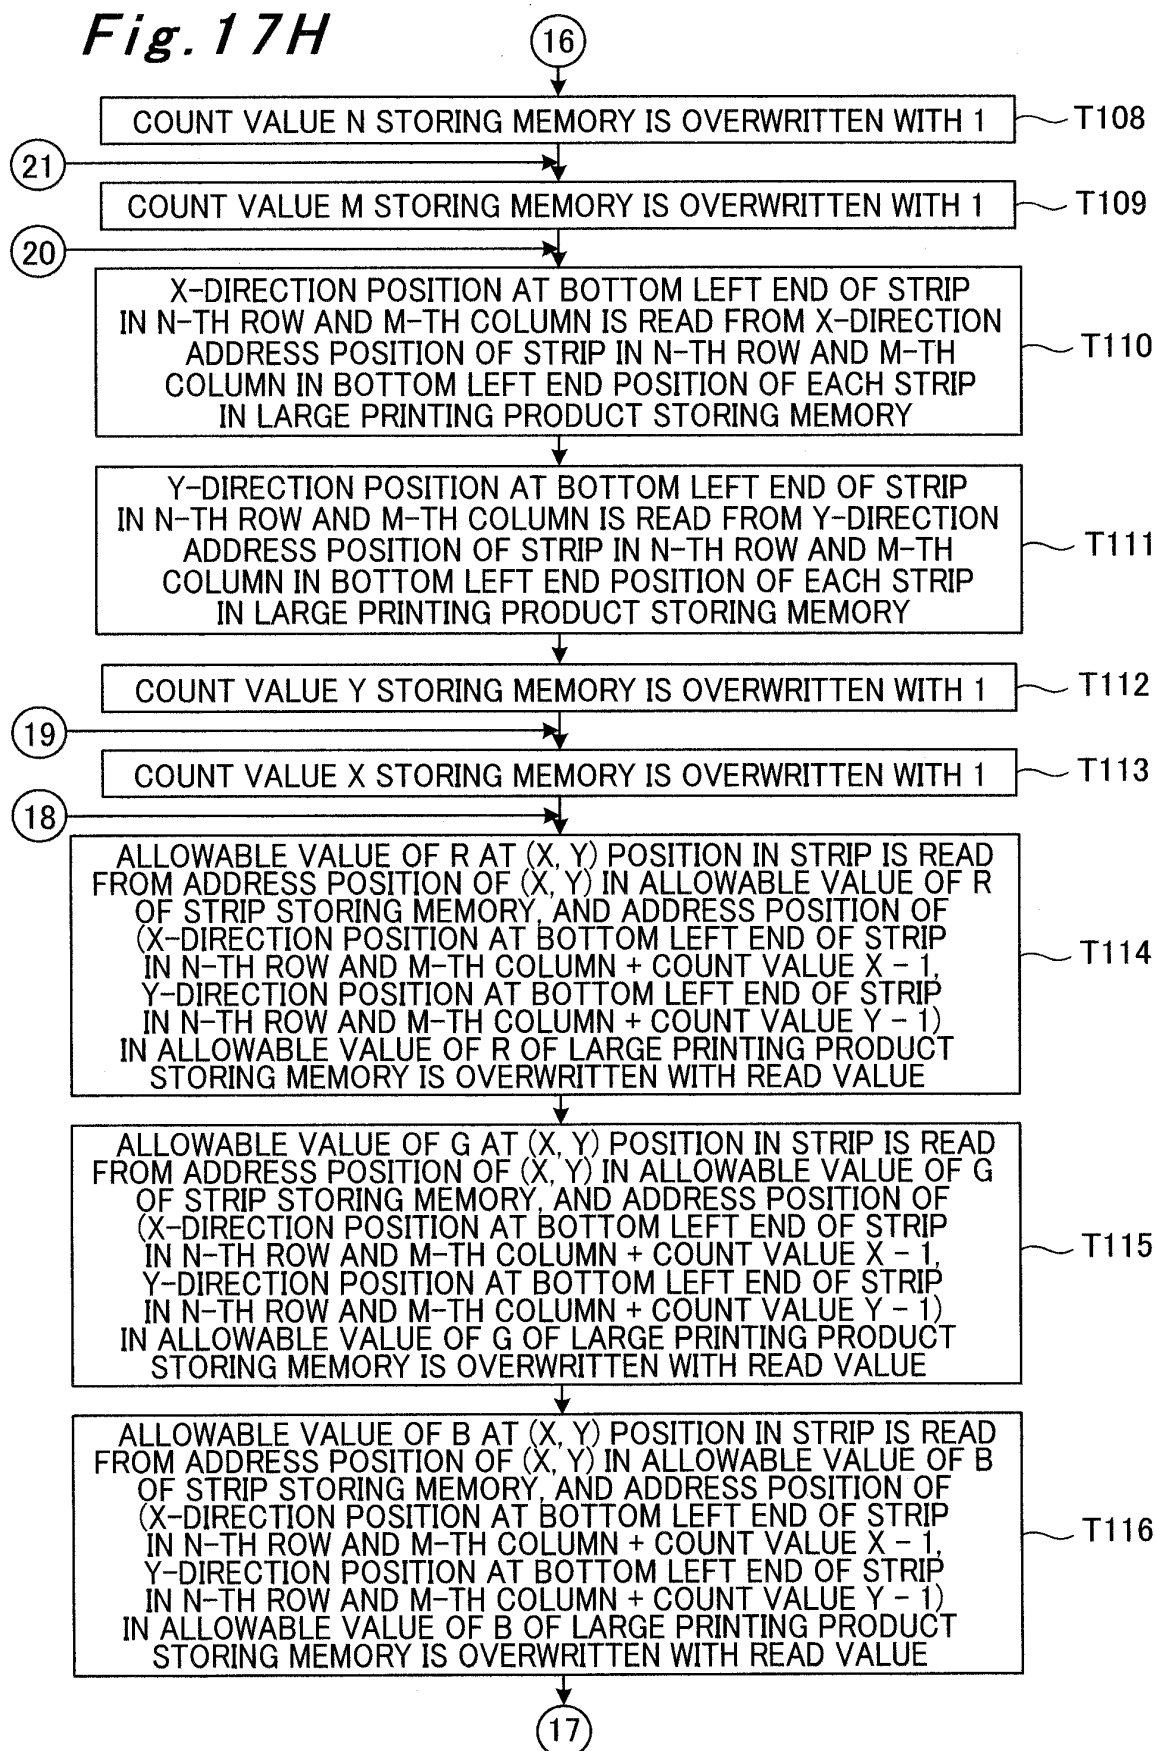 Fig. 17H
16
COUNT VALUE N STORING MEMORY IS OVERWRITTEN WITH 1
T108
21
COUNT VALUE M STORING MEMORY IS OVERWRITTEN WITH 1
T109
20
X-DIRECTION POSITION AT BOTTOM LEFT END OF STRIP
IN N-TH ROW AND M-TH COLUMN IS READ FROM X-DIRECTION
ADDRESS POSITION OF STRIP IN N-TH ROW AND M-TH
COLUMN IN BOTTOM LEFT END POSITION OF EACH STRIP
IN LARGE PRINTING PRODUCT STORING MEMORY
T110
Y-DIRECTION POSITION AT BOTTOM LEFT END OF STRIP
IN N-TH ROW AND M-TH COLUMN IS READ FROM Y-DIRECTION
ADDRESS POSITION OF STRIP IN N-TH ROW AND M-TH
COLUMN IN BOTTOM LEFT END POSITION OF EACH STRIP
IN LARGE PRINTING PRODUCT STORING MEMORY
T111
COUNT VALUE Y STORING MEMORY IS OVERWRITTEN WITH 1
T112
19
COUNT VALUE X STORING MEMORY IS OVERWRITTEN WITH 1
T113
18
ALLOWABLE VALUE OF R AT (X, Y) POSITION IN STRIP IS READ
FROM ADDRESS POSITION OF (X, Y) IN ALLOWABLE VALUE OF R
OF STRIP STORING MEMORY, AND ADDRESS POSITION OF
(X-DIRECTION POSITION AT BOTTOM LEFT END OF STRIP
IN N-TH ROW AND M-TH COLUMN + COUNT VALUE X - 1,
Y-DIRECTION POSITION AT BOTTOM LEFT END OF STRIP
IN N-TH ROW AND M-TH COLUMN + COUNT VALUE Y - 1)
IN ALLOWABLE VALUE OF R OF LARGE PRINTING PRODUCT
STORING MEMORY IS OVERWRITTEN WITH READ VALUE
T114
ALLOWABLE VALUE OF G AT (X, Y) POSITION IN STRIP IS READ
FROM ADDRESS POSITION OF (X, Y) IN ALLOWABLE VALUE OF G
OF STRIP STORING MEMORY, AND ADDRESS POSITION OF
(X-DIRECTION POSITION AT BOTTOM LEFT END OF STRIP
IN N-TH ROW AND M-TH COLUMN + COUNT VALUE X - 1,
Y-DIRECTION POSITION AT BOTTOM LEFT END OF STRIP
IN N-TH ROW AND M-TH COLUMN + COUNT VALUE Y - 1)
IN ALLOWABLE VALUE OF G OF LARGE PRINTING PRODUCT
STORING MEMORY IS OVERWRITTEN WITH READ VALUE
T115
ALLOWABLE VALUE OF B AT (X, Y) POSITION IN STRIP IS READ
FROM ADDRESS POSITION OF (X, Y) IN ALLOWABLE VALUE OF B
OF STRIP STORING MEMORY, AND ADDRESS POSITION OF
(X-DIRECTION POSITION AT BOTTOM LEFT END OF STRIP
IN N-TH ROW AND M-TH COLUMN + COUNT VALUE X - 1,
Y-DIRECTION POSITION AT BOTTOM LEFT END OF STRIP
IN N-TH ROW AND M-TH COLUMN + COUNT VALUE Y - 1)
IN ALLOWABLE VALUE OF B OF LARGE PRINTING PRODUCT
STORING MEMORY IS OVERWRITTEN WITH READ VALUE
T116
17